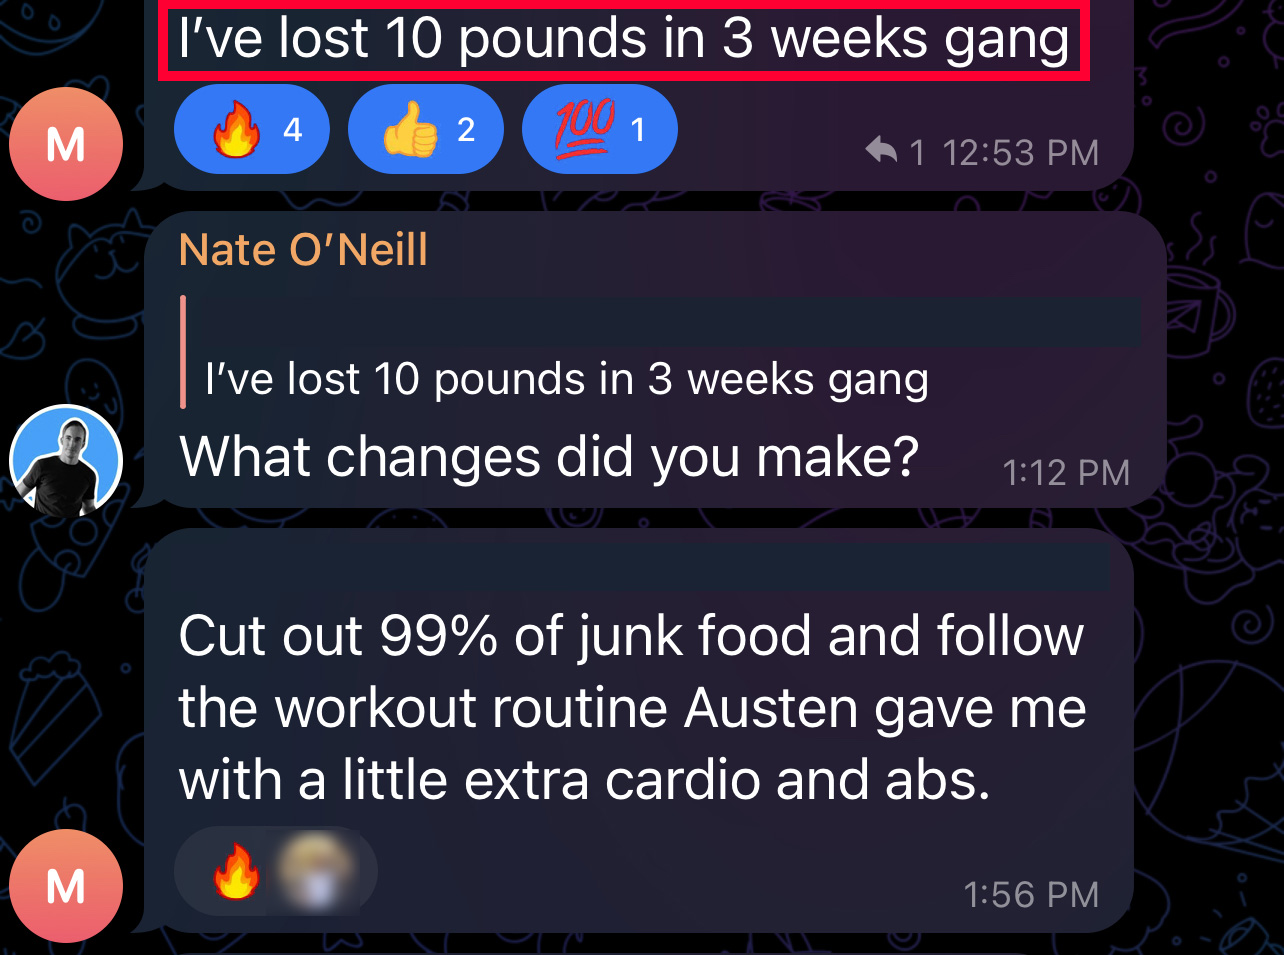 I've lost 10 pounds in 3 weeks gang
M
🔥 4 👍 2 💯 1
1 12:53 PM
Nate O'Neill
I've lost 10 pounds in 3 weeks gang
What changes did you make?
1:12 PM
Cut out 99% of junk food and follow
the workout routine Austen gave me
with a little extra cardio and abs.
🔥
M
1:56 PM